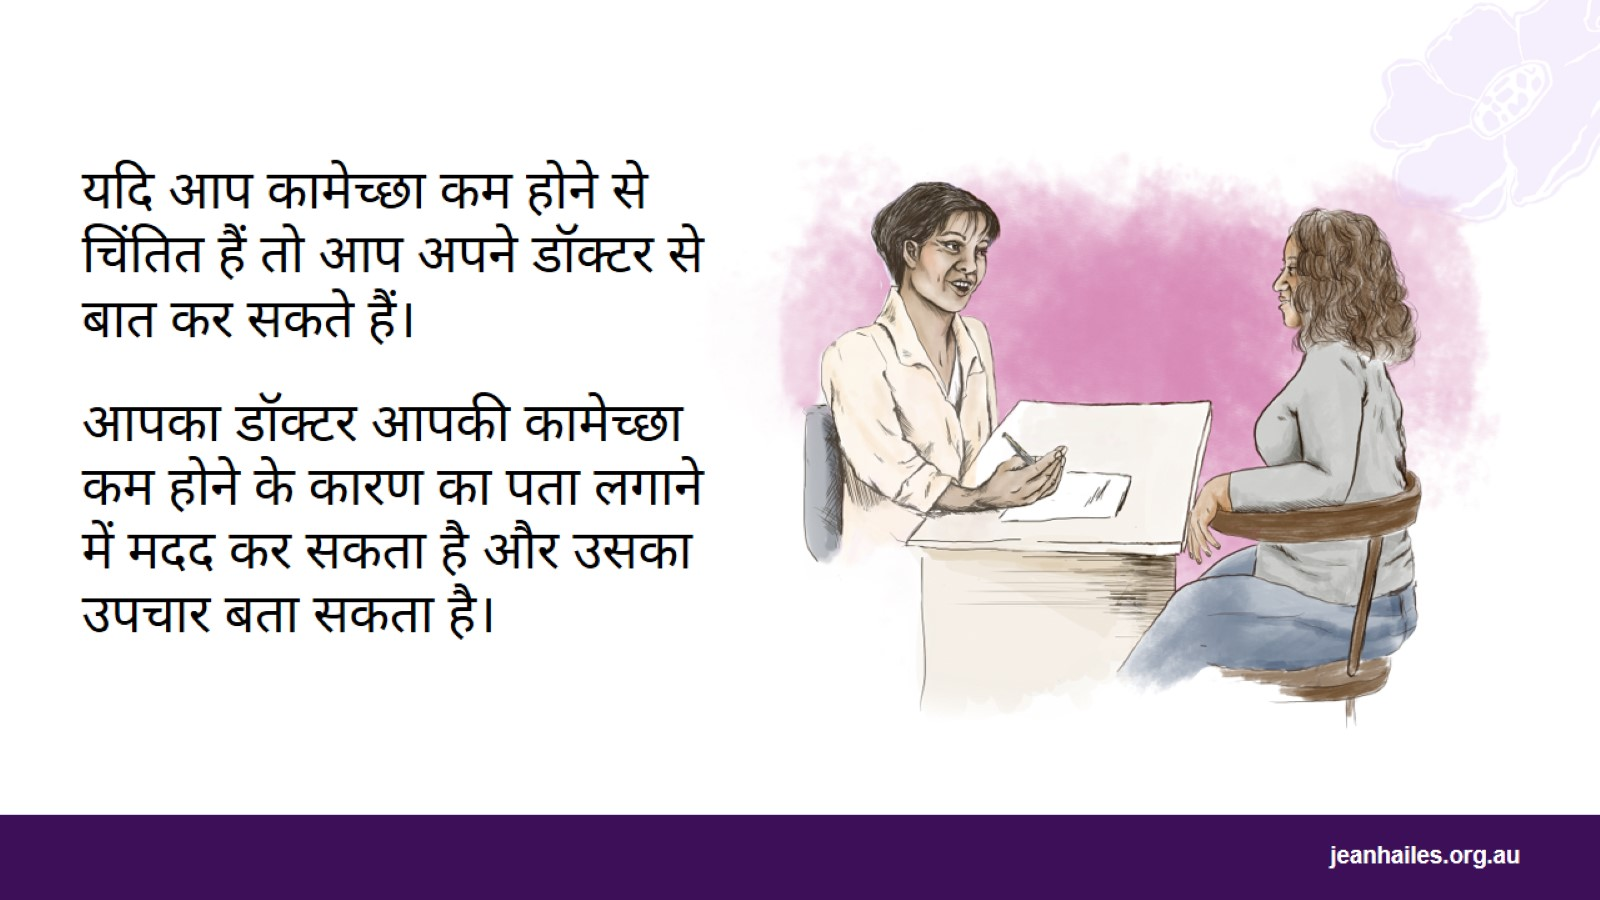 यदि आप कामेच्छा कम होने से
चिंतित हैं तो आप अपने डॉक्टर से
बात कर सकते हैं।
आपका डॉक्टर आपकी कामेच्छा
कम होने के कारण का पता लगाने
में मदद कर सकता है और उसका
उपचार बता सकता है।
jeanhailes.org.au